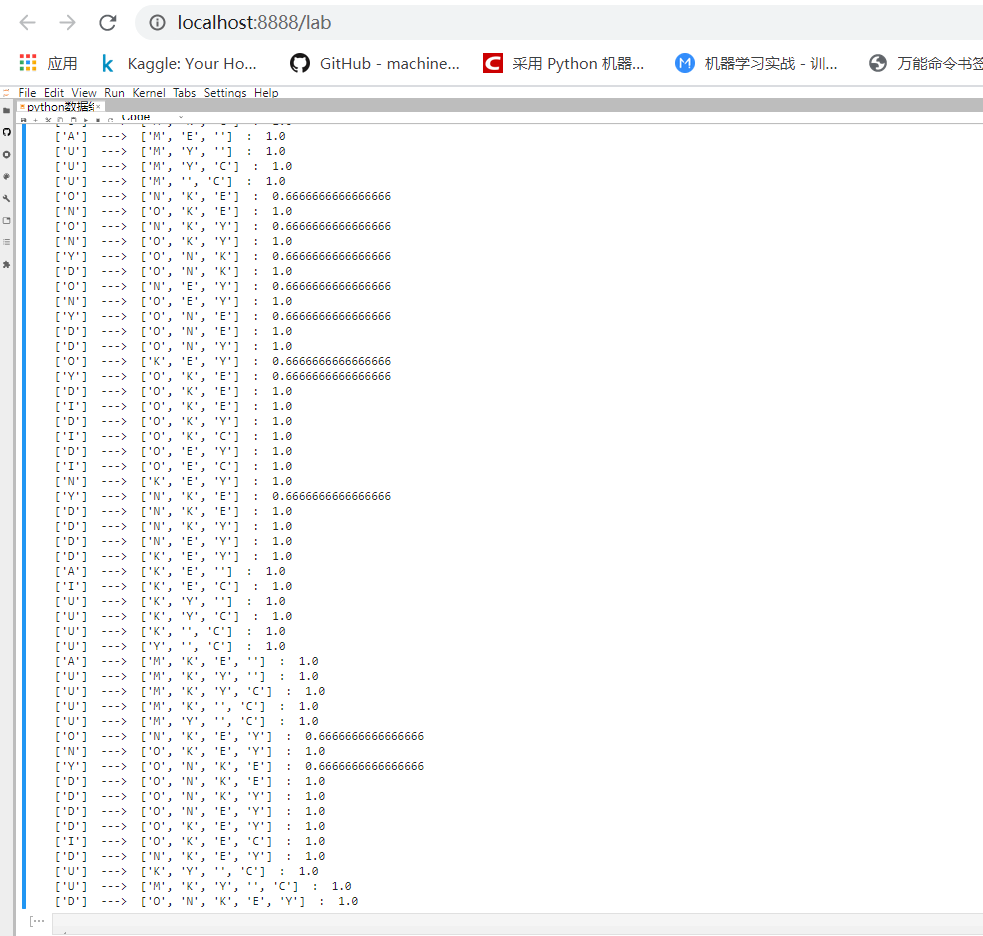 localhost:8888/lab
应用 Kaggle: Your Ho... GitHub - machine... 采用 Python 机器... 机器学习实战 - 训... 万能命令书签
File Edit View Run Kernel Tabs Settings Help
python数据
Code
['A'] ---> ['M', 'E', ''] : 1.0
['U'] ---> ['M', 'Y', ''] : 1.0
['U'] ---> ['M', 'Y', 'C'] : 1.0
['U'] ---> ['M', '', 'C'] : 1.0
['O'] ---> ['N', 'K', 'E'] : 0.6666666666666666
['N'] ---> ['O', 'K', 'E'] : 1.0
['O'] ---> ['N', 'K', 'Y'] : 0.6666666666666666
['N'] ---> ['O', 'K', 'Y'] : 1.0
['Y'] ---> ['O', 'N', 'K'] : 0.6666666666666666
['D'] ---> ['O', 'N', 'K'] : 1.0
['O'] ---> ['N', 'E', 'Y'] : 0.6666666666666666
['N'] ---> ['O', 'E', 'Y'] : 1.0
['Y'] ---> ['O', 'N', 'E'] : 0.6666666666666666
['D'] ---> ['O', 'N', 'E'] : 1.0
['D'] ---> ['O', 'N', 'Y'] : 1.0
['O'] ---> ['K', 'E', 'Y'] : 0.6666666666666666
['Y'] ---> ['O', 'K', 'E'] : 0.6666666666666666
['D'] ---> ['O', 'K', 'E'] : 1.0
['I'] ---> ['O', 'K', 'E'] : 1.0
['D'] ---> ['O', 'K', 'Y'] : 1.0
['I'] ---> ['O', 'K', 'C'] : 1.0
['D'] ---> ['O', 'E', 'Y'] : 1.0
['I'] ---> ['O', 'E', 'C'] : 1.0
['N'] ---> ['K', 'E', 'Y'] : 1.0
['Y'] ---> ['N', 'K', 'E'] : 0.6666666666666666
['D'] ---> ['N', 'K', 'E'] : 1.0
['D'] ---> ['N', 'K', 'Y'] : 1.0
['D'] ---> ['N', 'E', 'Y'] : 1.0
['D'] ---> ['K', 'E', 'Y'] : 1.0
['A'] ---> ['K', 'E', ''] : 1.0
['I'] ---> ['K', 'E', 'C'] : 1.0
['U'] ---> ['K', 'Y', ''] : 1.0
['U'] ---> ['K', 'Y', 'C'] : 1.0
['U'] ---> ['K', '', 'C'] : 1.0
['U'] ---> ['Y', '', 'C'] : 1.0
['A'] ---> ['M', 'K', 'E', ''] : 1.0
['U'] ---> ['M', 'K', 'Y', ''] : 1.0
['U'] ---> ['M', 'K', 'Y', 'C'] : 1.0
['U'] ---> ['M', 'K', '', 'C'] : 1.0
['U'] ---> ['M', 'Y', '', 'C'] : 1.0
['O'] ---> ['N', 'K', 'E', 'Y'] : 0.6666666666666666
['N'] ---> ['O', 'K', 'E', 'Y'] : 1.0
['Y'] ---> ['O', 'N', 'K', 'E'] : 0.6666666666666666
['D'] ---> ['O', 'N', 'K', 'E'] : 1.0
['D'] ---> ['O', 'N', 'K', 'Y'] : 1.0
['D'] ---> ['O', 'N', 'E', 'Y'] : 1.0
['D'] ---> ['O', 'K', 'E', 'Y'] : 1.0
['I'] ---> ['O', 'K', 'E', 'C'] : 1.0
['D'] ---> ['N', 'K', 'E', 'Y'] : 1.0
['U'] ---> ['K', 'Y', '', 'C'] : 1.0
['U'] ---> ['M', 'K', 'Y', '', 'C'] : 1.0
['D'] ---> ['O', 'N', 'K', 'E', 'Y'] : 1.0